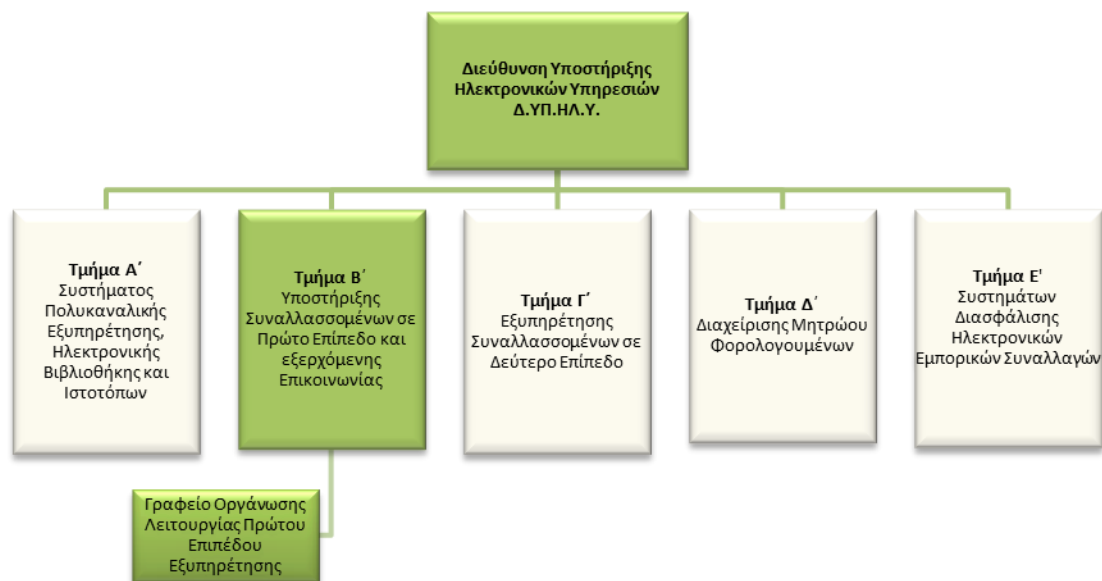 Διεύθυνση Υποστήριξης
Ηλεκτρονικών Υπηρεσιών
Δ.ΥΠ.ΗΛ.Υ.
Τμήμα Α΄
Συστήματος
Πολυκαναλικής
Εξυπηρέτησης,
Ηλεκτρονικής
Βιβλιοθήκης και
Ιστοτόπων
Τμήμα Β΄
Υποστήριξης
Συναλλασσομένων σε
Πρώτο Επίπεδο και
εξερχόμενης
Επικοινωνίας
Τμήμα Γ΄
Εξυπηρέτησης
Συναλλασσομένων σε
Δεύτερο Επίπεδο
Τμήμα Δ΄
Διαχείρισης Μητρώου
Φορολογουμένων
Τμήμα Ε'
Συστημάτων
Διασφάλισης
Ηλεκτρονικών
Εμπορικών Συναλλαγών
Γραφείο Οργάνωσης
Λειτουργίας Πρώτου
Επιπέδου
Εξυπηρέτησης